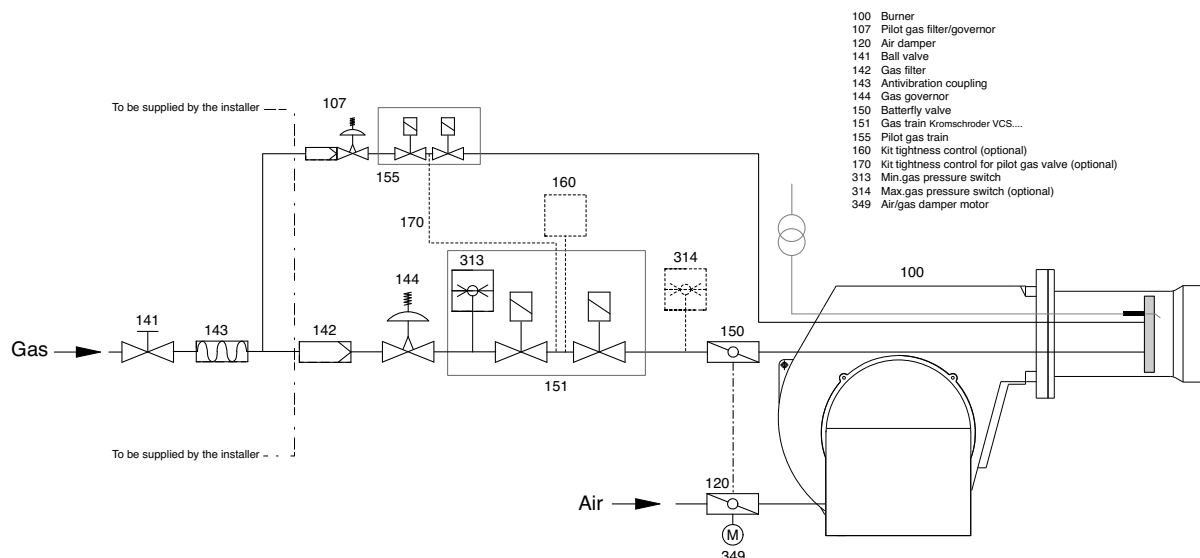 100 Burner
107 Pilot gas filter/governor
120 Air damper
141 Ball valve
142 Gas filter
143 Antivibration coupling
144 Gas governor
150 Batterfly valve
151 Gas train Kromschroder VCS....
155 Pilot gas train
160 Kit tightness control (optional)
170 Kit tightness control for pilot gas valve (optional)
313 Min.gas pressure switch
314 Max.gas pressure switch (optional)
349 Air/gas damper motor
To be supplied by the installer
107
155
160
170
313
314
100
144
141
143
142
150
Gas
151
To be supplied by the installer
120
Air
M
349